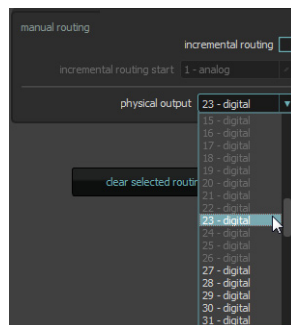 manual routing
incremental routing
incremental routing start 1 - analog
physical output 23 - digital
15 - digital
16 - digital
17 - digital
18 - digital
19 - digital
20 - digital
21 - digital
22 - digital
23 - digital
24 - digital
25 - digital
26 - digital
27 - digital
28 - digital
29 - digital
30 - digital
31 - digital
clear selected